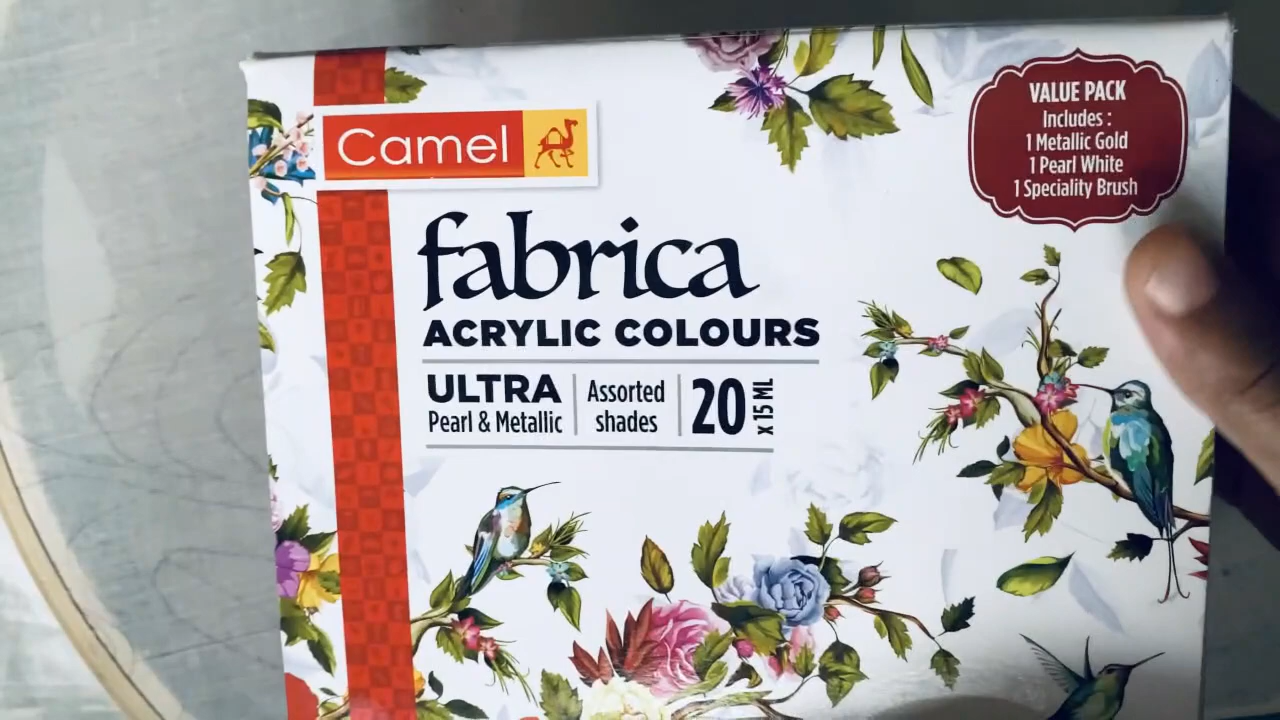 Camel
fabrica
ACRYLIC COLOURS
ULTRA
Pearl & Metallic
Assorted
shades
20
x 15 ML
VALUE PACK
Includes :
1 Metallic Gold
1 Pearl White
1 Speciality Brush